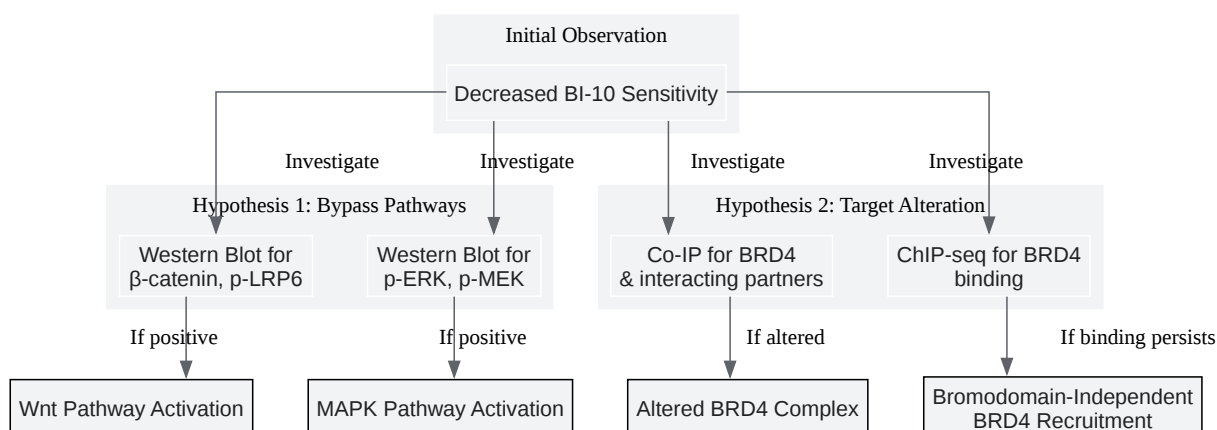 Initial Observation
Decreased BI-10 Sensitivity
Investigate
Investigate
Investigate
Investigate
Hypothesis 1: Bypass Pathways
Hypothesis 2: Target Alteration
Western Blot for
β-catenin, p-LRP6
Western Blot for
p-ERK, p-MEK
Co-IP for BRD4
& interacting partners
ChIP-seq for BRD4
binding
If positive
If positive
If altered
If binding persists
Wnt Pathway Activation
MAPK Pathway Activation
Altered BRD4 Complex
Bromodomain-Independent
BRD4 Recruitment